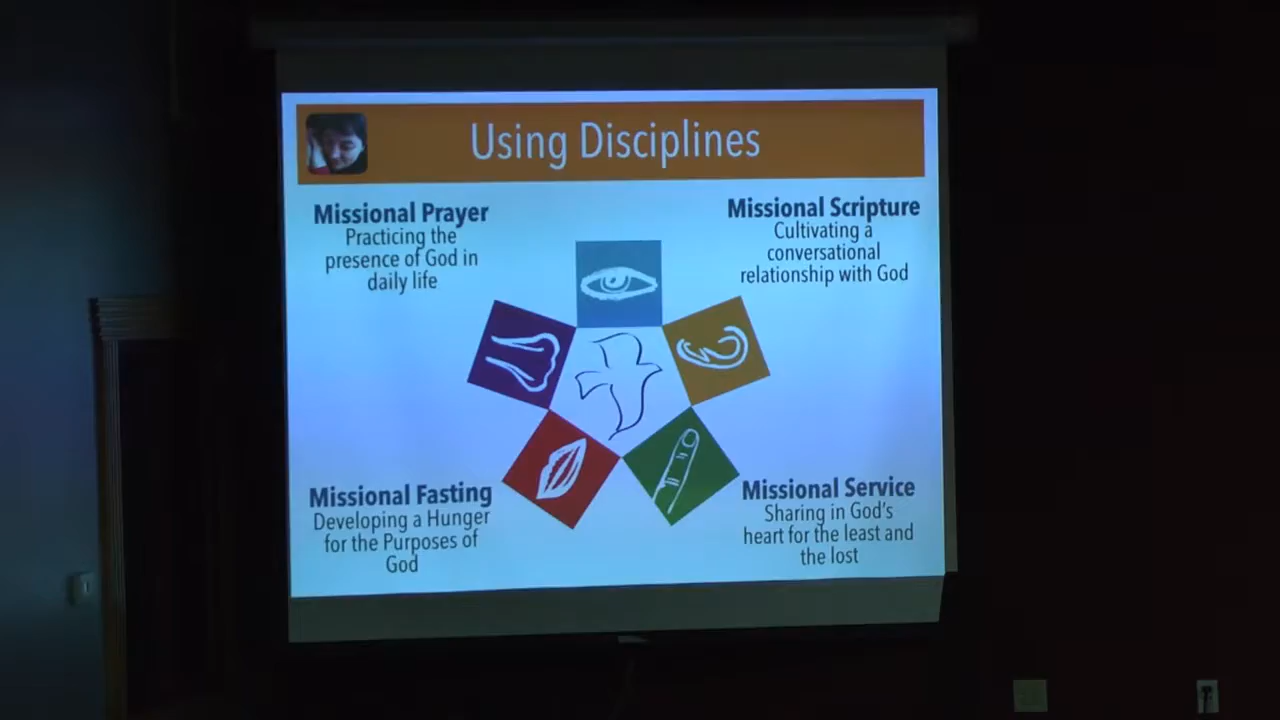 Using Disciplines
Missional Prayer
Practicing the
presence of God in
daily life
Missional Scripture
Cultivating a
conversational
relationship with God
Missional Fasting
Developing a Hunger
for the Purposes of
God
Missional Service
Sharing in God's
heart for the least and
the lost